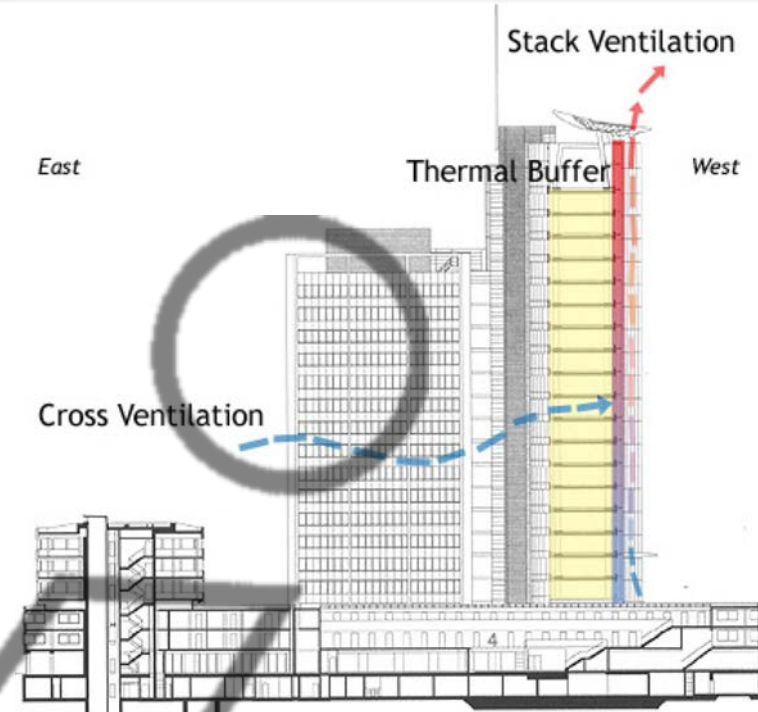 Stack Ventilation
East
Thermal Buffer
West
Cross Ventilation
4